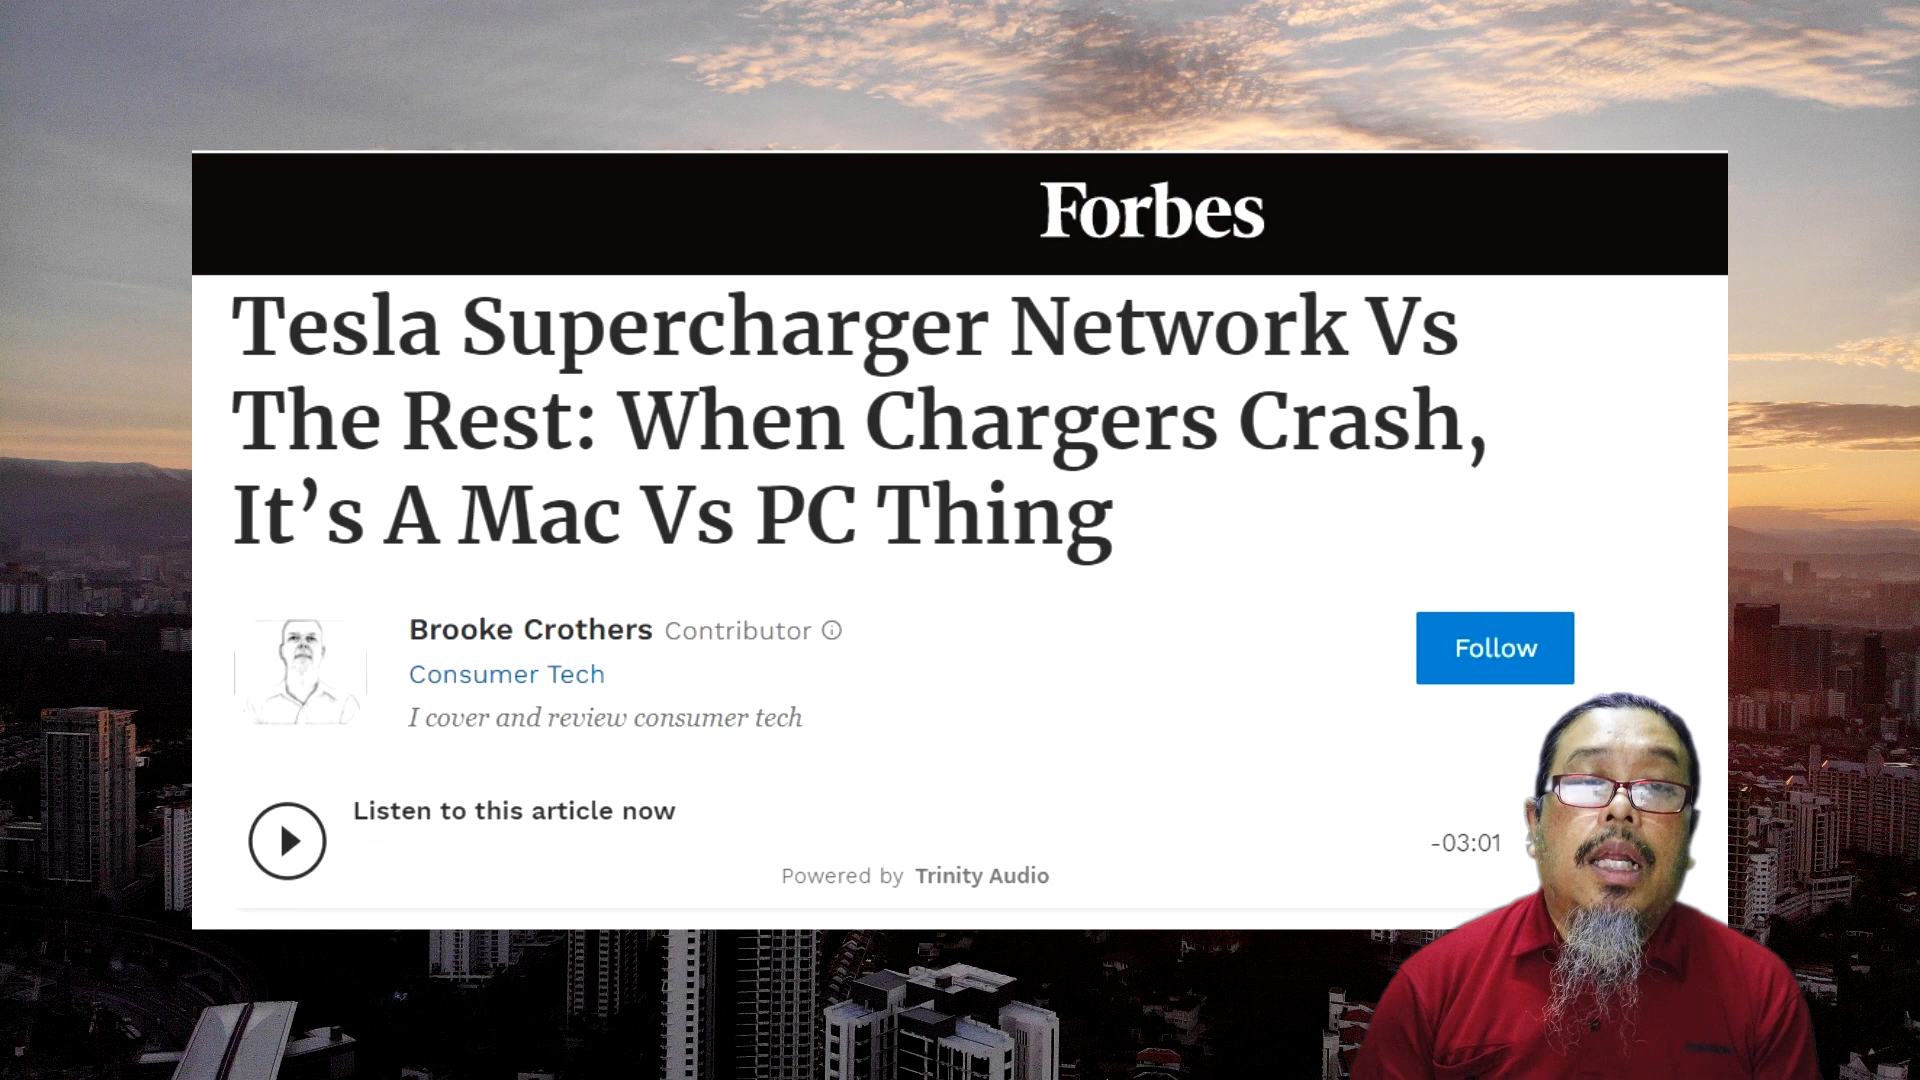 Forbes
Tesla Supercharger Network Vs
The Rest: When Chargers Crash,
It’s A Mac Vs PC Thing
Brooke Crothers Contributor
Consumer Tech
I cover and review consumer tech
Follow
Listen to this article now
-03:01
Powered by Trinity Audio